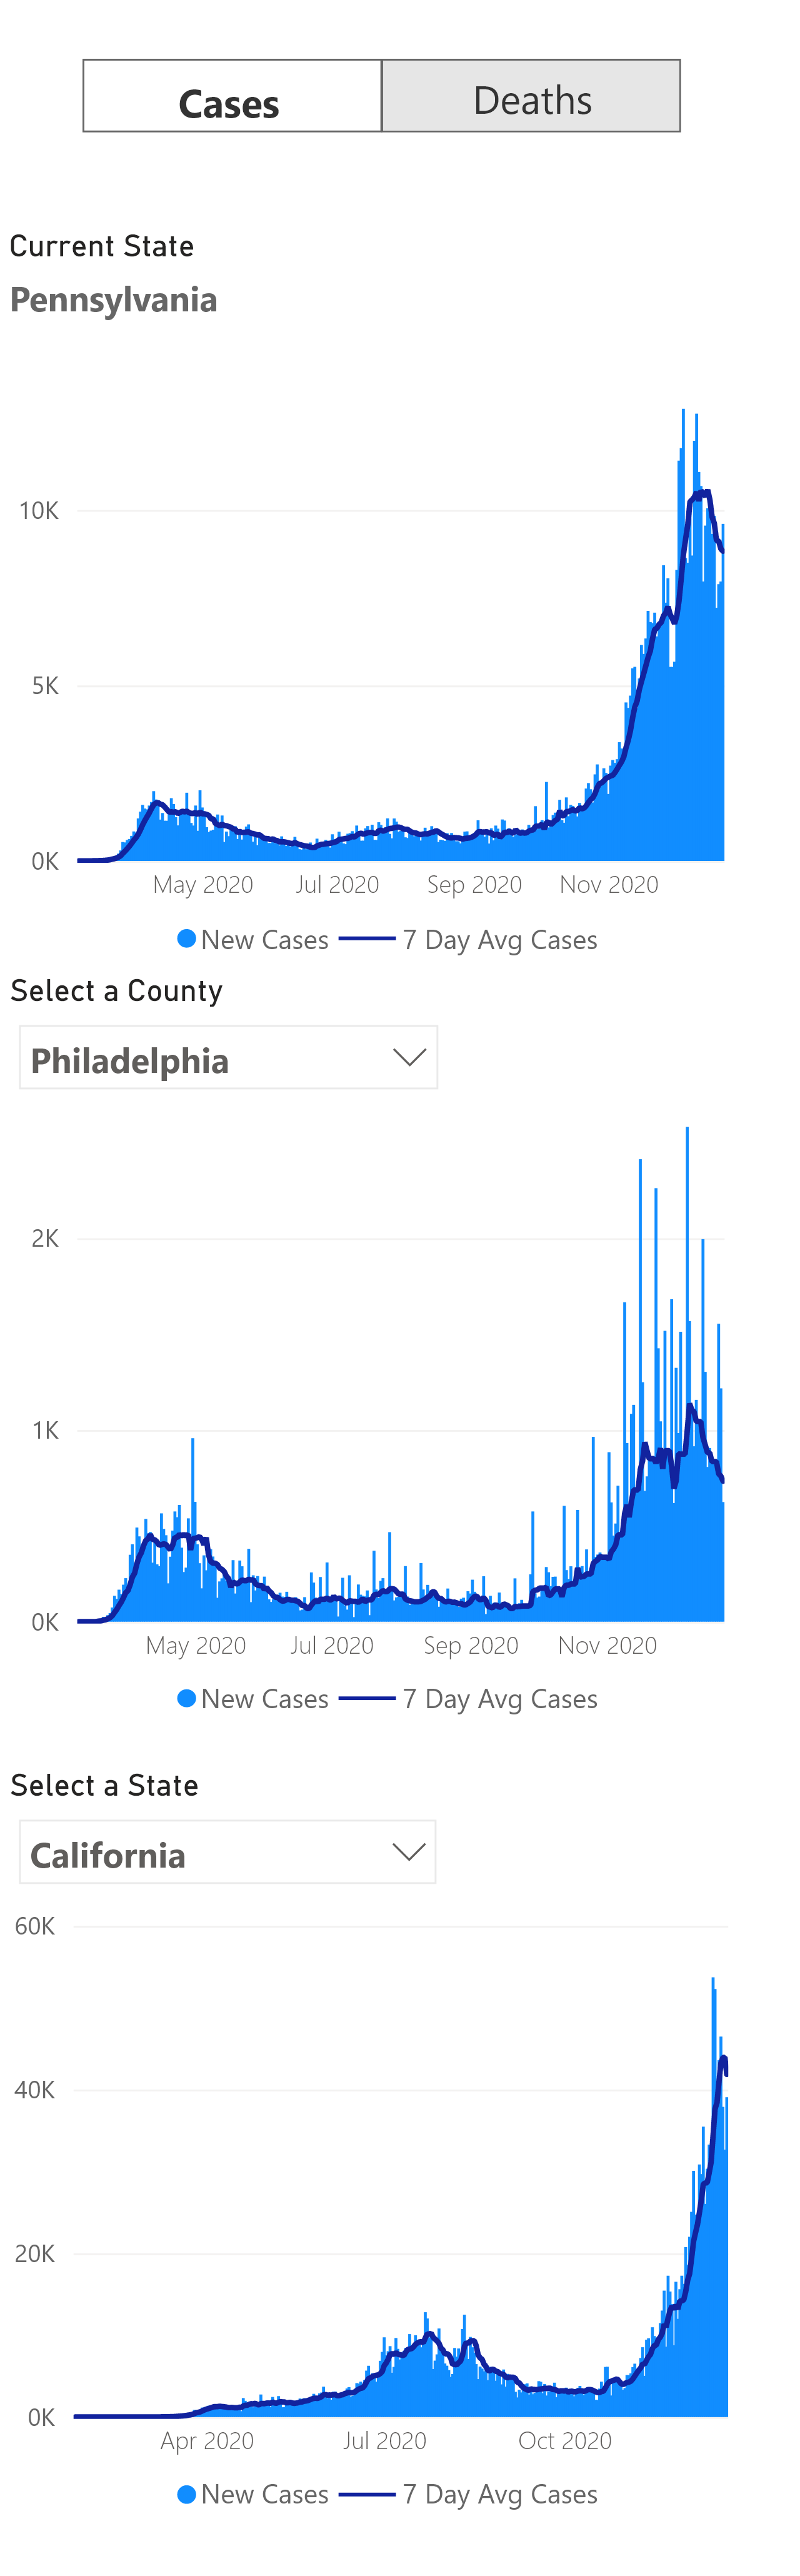 Cases Deaths
Current State
Pennsylvania
10K
5K
0K
May 2020 Jul 2020 Sep 2020 Nov 2020
New Cases 7 Day Avg Cases
Select a County
Philadelphia
2K
1K
0K
May 2020 Jul 2020 Sep 2020 Nov 2020
New Cases 7 Day Avg Cases
Select a State
California
60K
40K
20K
0K
Apr 2020 Jul 2020 Oct 2020
New Cases 7 Day Avg Cases